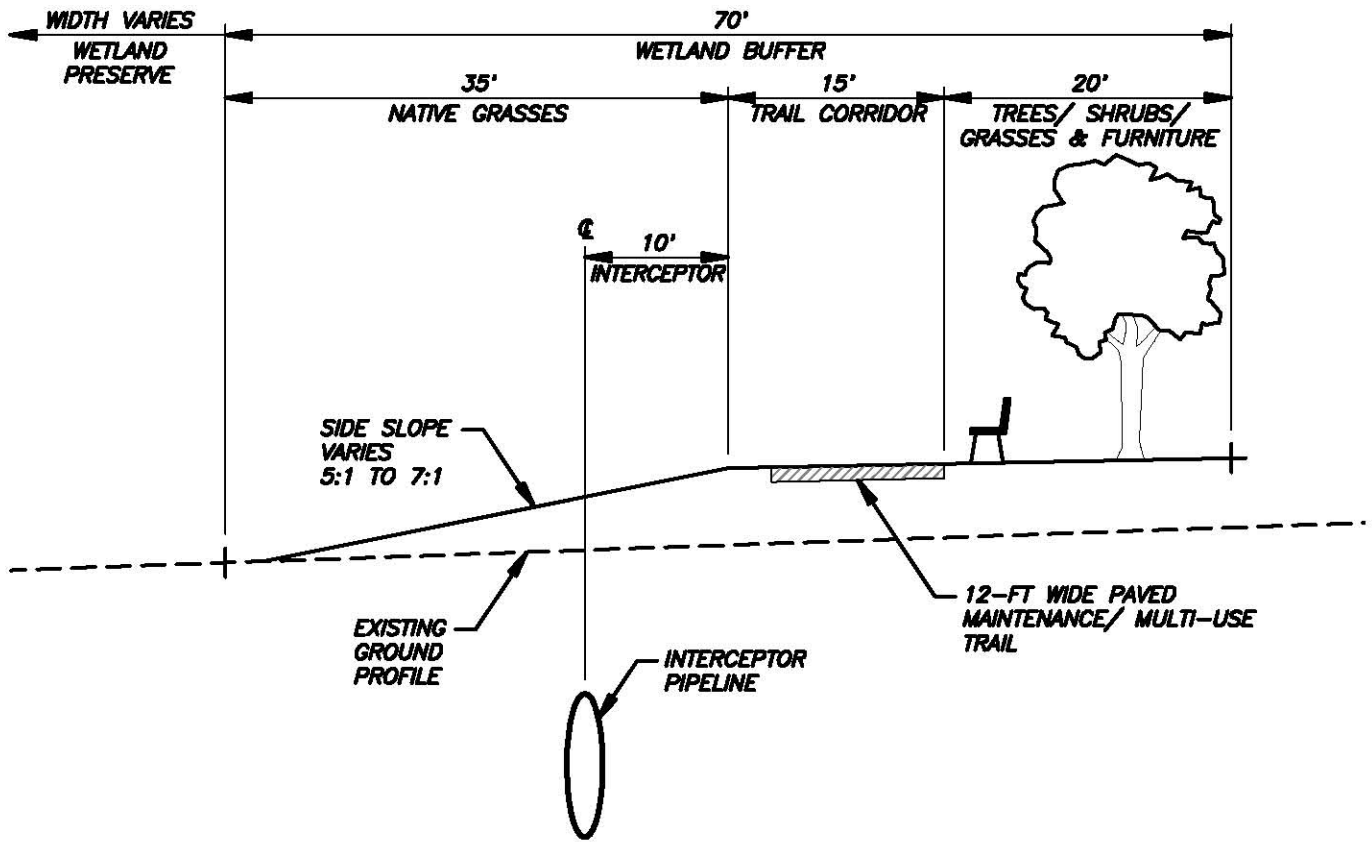 WIDTH VARIES
WETLAND
PRESERVE
70'
WETLAND BUFFER
35'
NATIVE GRASSES
15'
TRAIL CORRIDOR
20'
TREES/ SHRUBS/
GRASSES & FURNITURE
℄
10'
INTERCEPTOR
SIDE SLOPE
VARIES
5:1 TO 7:1
EXISTING
GROUND
PROFILE
INTERCEPTOR
PIPELINE
12-FT WIDE PAVED
MAINTENANCE/ MULTI-USE
TRAIL